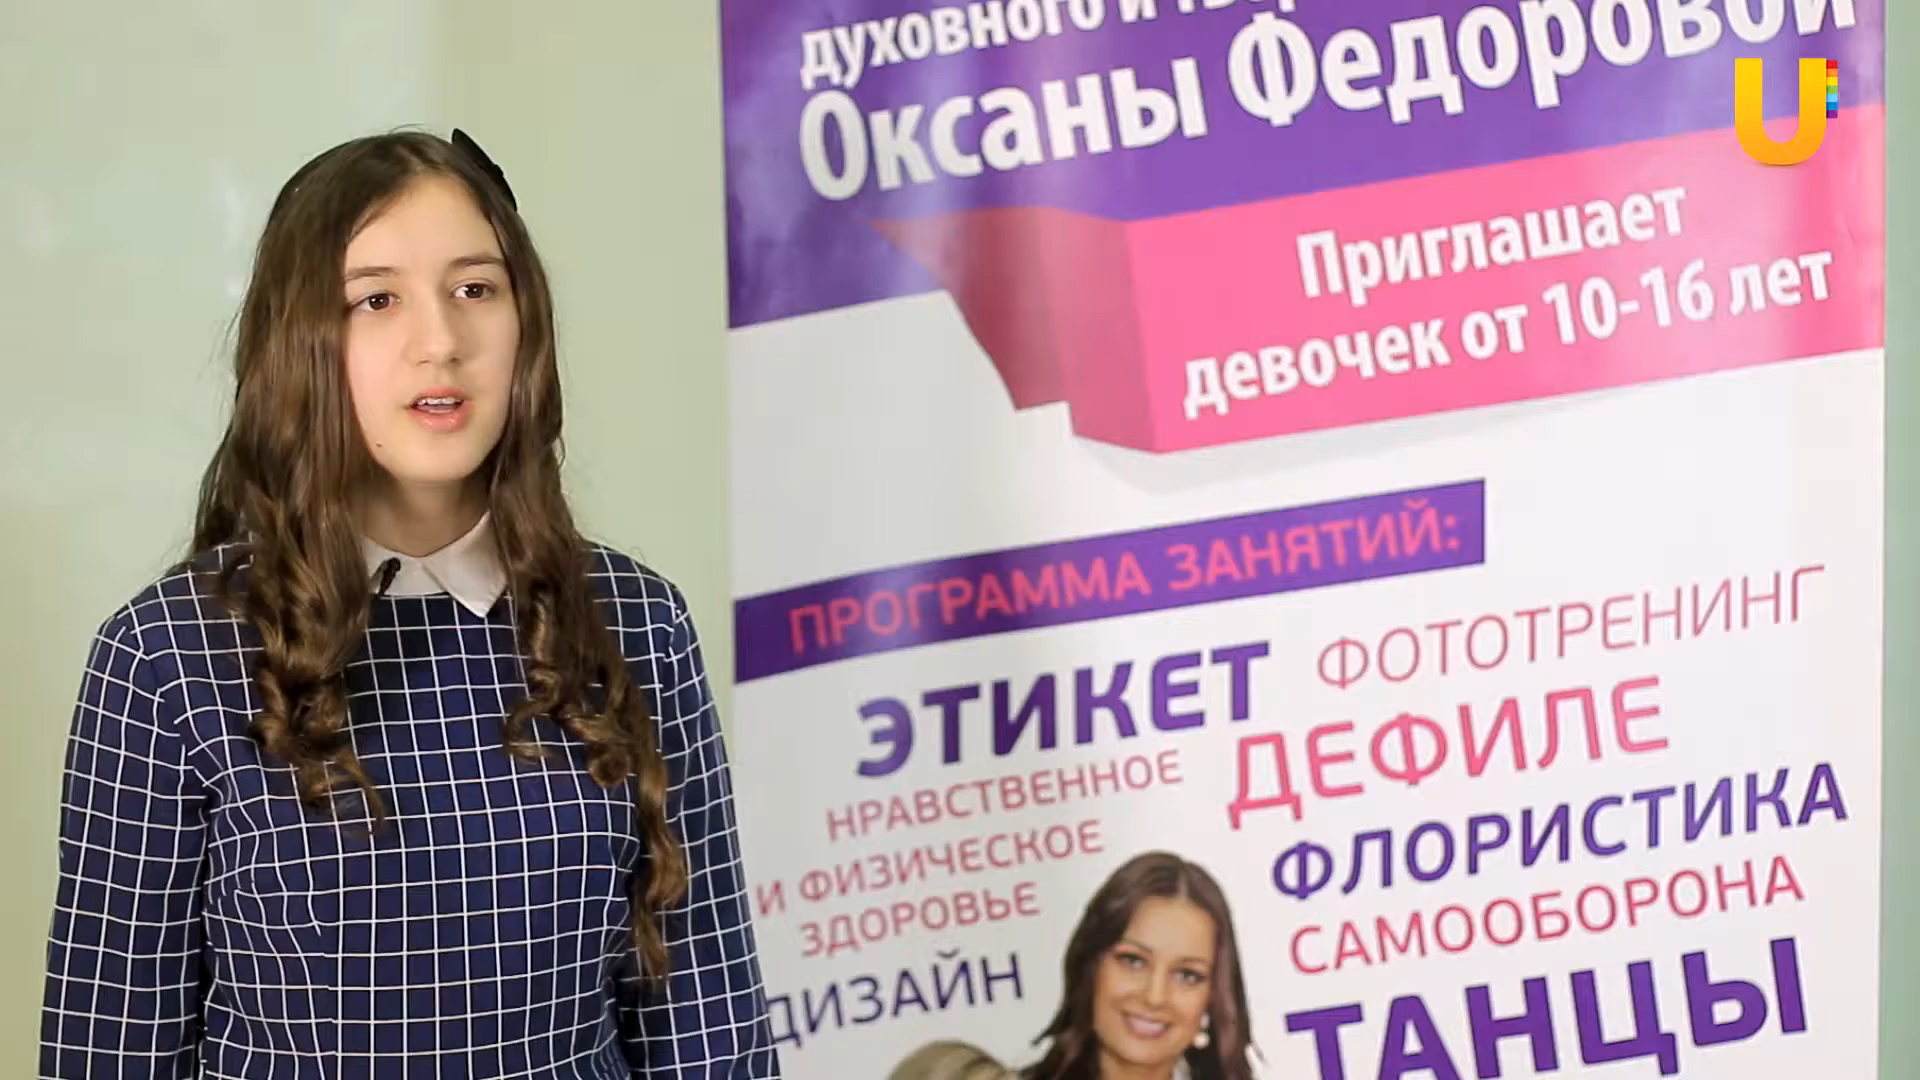 духовного и
Оксаны Федоровой
Приглашает
девочек от 10-16 лет
ПРОГРАММА ЗАНЯТИЙ:
ЭТИКЕТ
ФОТОТРЕНИНГ
НРАВСТВЕННОЕ
И ФИЗИЧЕСКОЕ
ЗДОРОВЬЕ
ДЕФИЛЕ
ФЛОРИСТИКА
САМООБОРОНА
ДИЗАЙН
ТАНЦЫ
U